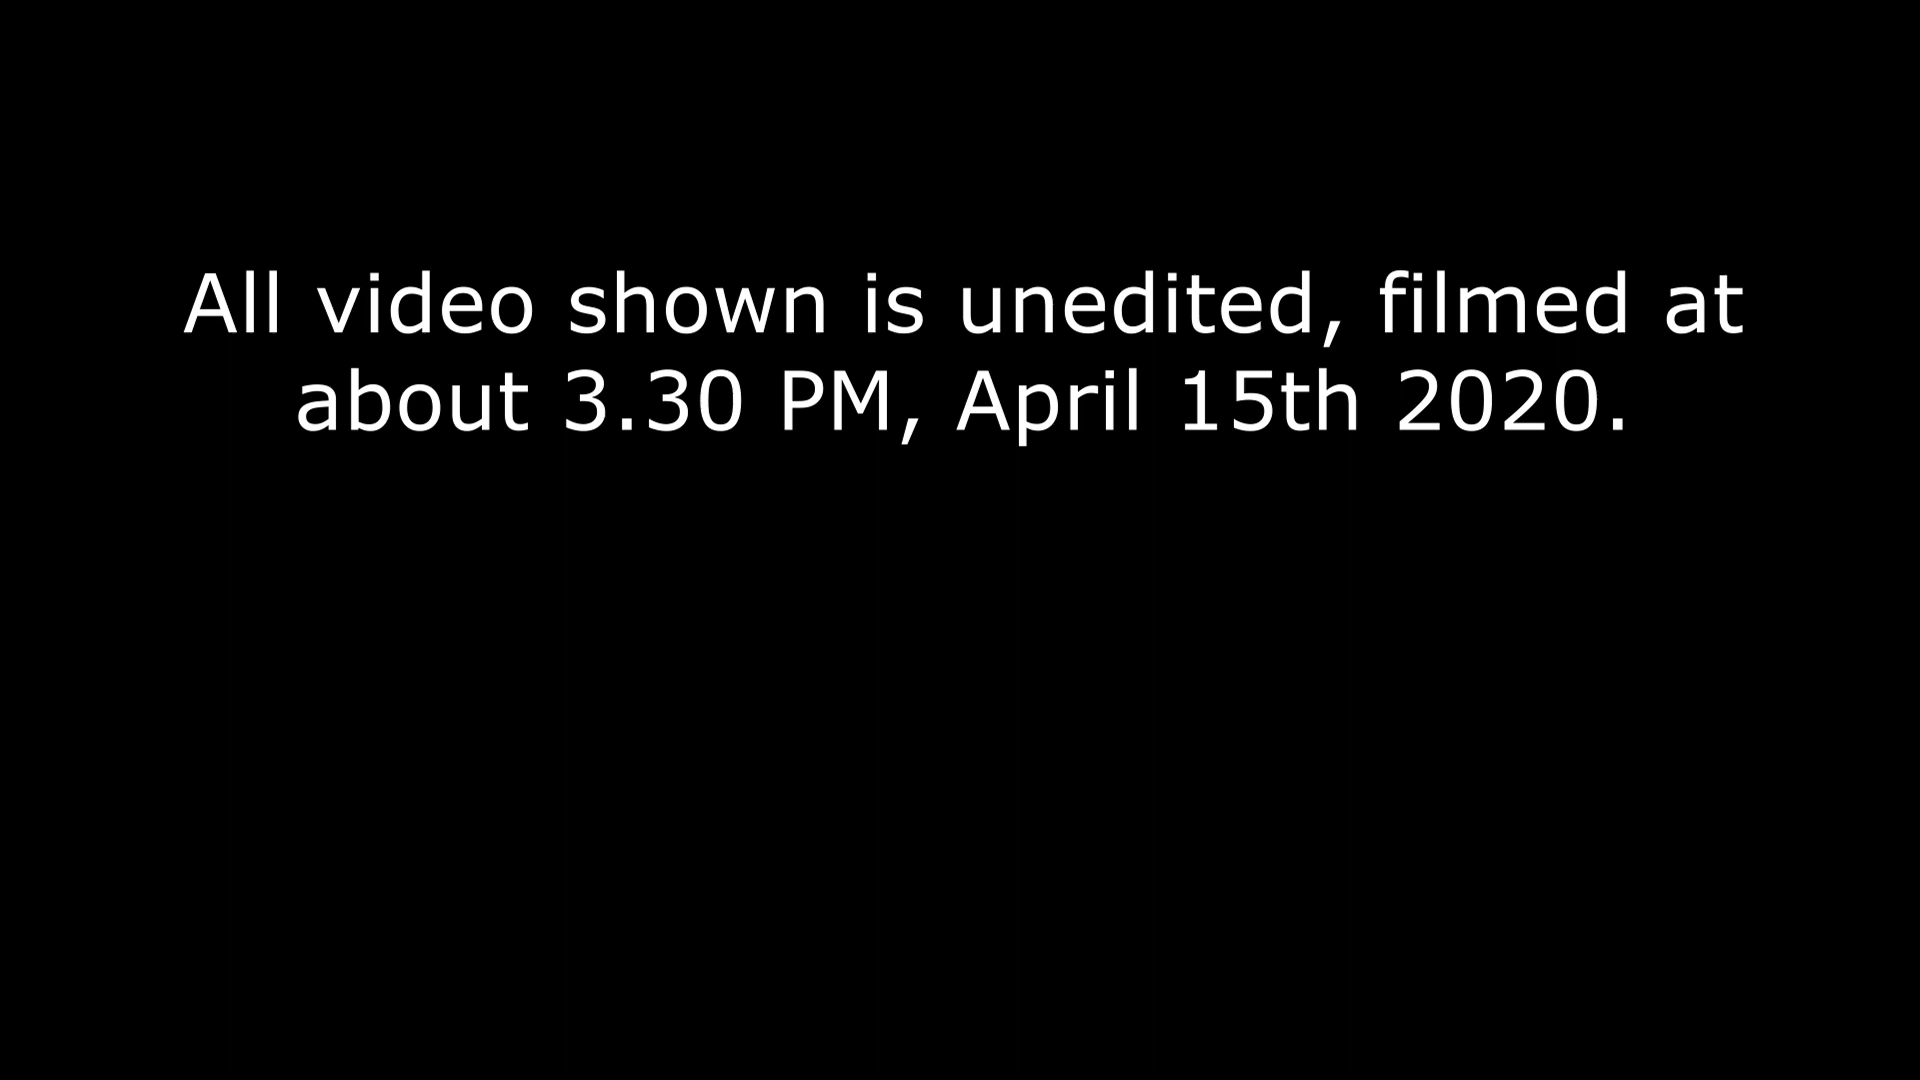 All video shown is unedited, filmed at
about 3.30 PM, April 15th 2020.